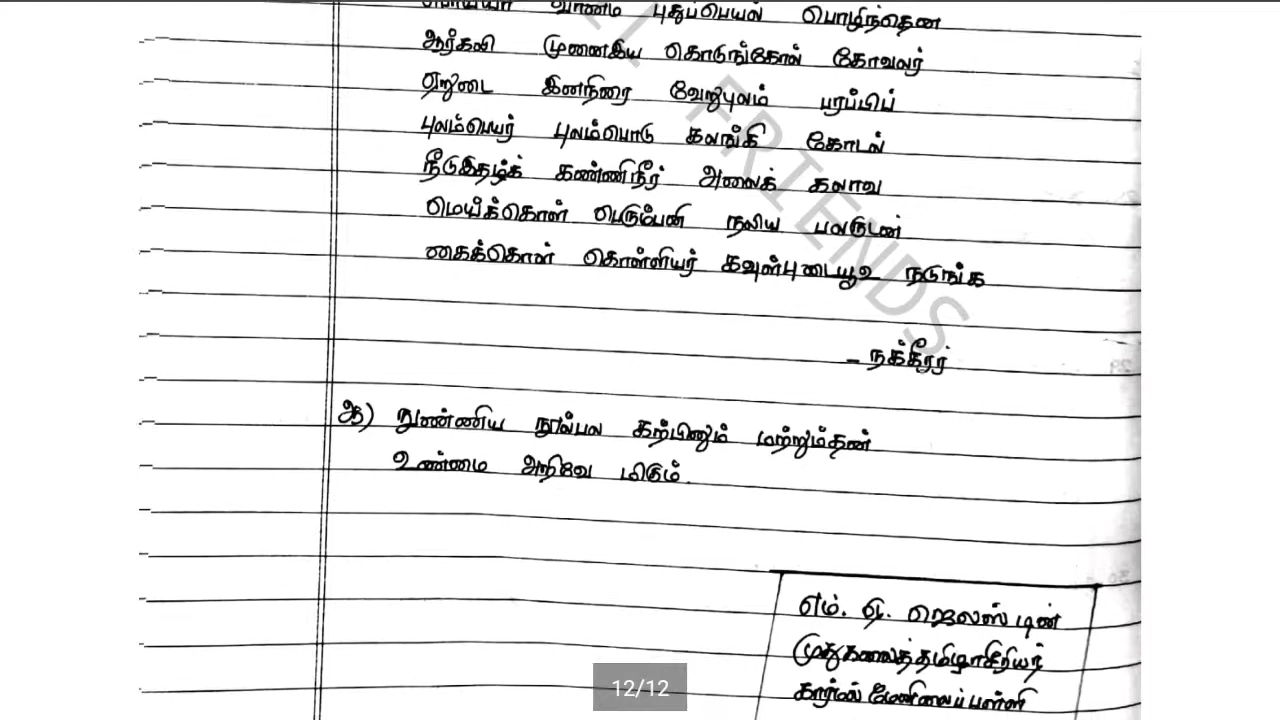 பொய்யா வானம் புதுப்பெயல் பொழிந்தென
ஆர்கலி முனைஇய கொடுங்கோல் கோவலர்
ஏறுடை இனநிரை வேறுபுலம் பரப்பிப்
புலம்பெயர் புலம்பொடு கலங்கி கோடல்
நீடுஇதழ்க் கண்ணிநீர் அலைக் கலாவ
மெய்க்கொள் பெரும்பனி நலிய பலருடன்
கைக்கொள் கொள்ளியர் கவுள்புடையூஉ நடுங்க
- நக்கீரர்
ஆ) நுண்ணிய நூல்பல கற்பினும் மற்றும்தன்
உண்மை அறிவே மிகும்.
எம். ஏ. ஜெலஸ்டின்
முதுகலைத்தமிழாசிரியர்
கார்மல் மேனிலைப்பள்ளி
FRIENDS
12/12